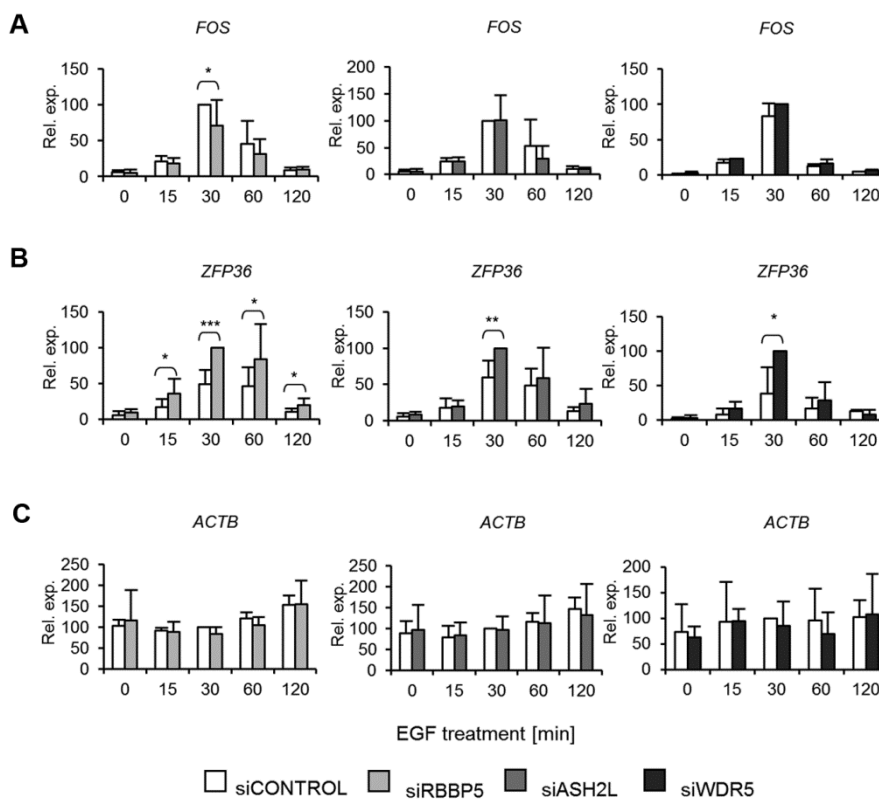 A
FOS
FOS
FOS
Rel. exp.
150
100
50
0
*
0 15 30 60 120
Rel. exp.
200
150
100
50
0
0 15 30 60 120
Rel. exp.
150
100
50
0
0 15 30 60 120
B
ZFP36
ZFP36
ZFP36
Rel. exp.
150
100
50
0
* *** * *
0 15 30 60 120
Rel. exp.
150
100
50
0
**
0 15 30 60 120
Rel. exp.
150
100
50
0
*
0 15 30 60 120
C
ACTB
ACTB
ACTB
Rel. exp.
250
200
150
100
50
0
0 15 30 60 120
Rel. exp.
250
200
150
100
50
0
0 15 30 60 120
Rel. exp.
200
150
100
50
0
0 15 30 60 120
EGF treatment [min]
siCONTROL siRBBP5 siASH2L siWDR5